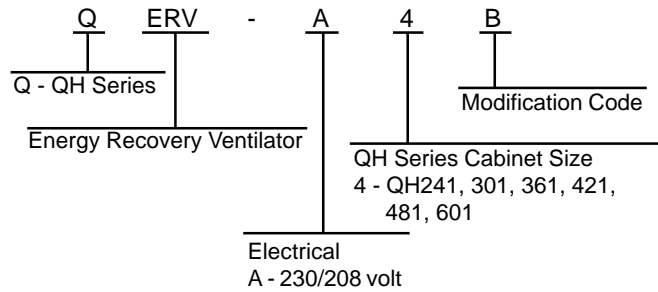 Q ERV - A 4 B
Q - QH Series
Modification Code
Energy Recovery Ventilator
QH Series Cabinet Size
4 - QH241, 301, 361, 421,
481, 601
Electrical
A - 230/208 volt